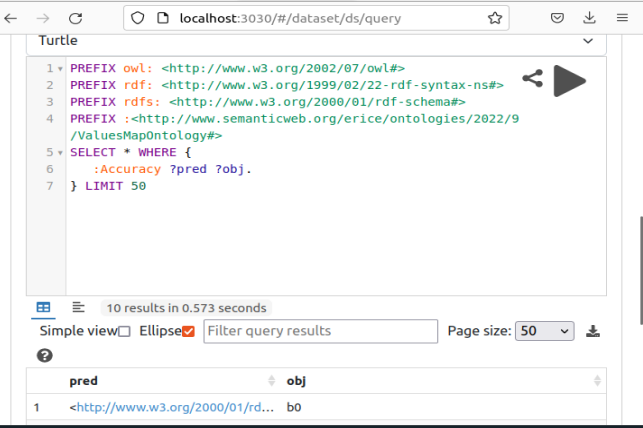 localhost:3030/#/dataset/ds/query
Turtle
1 PREFIX owl: <http://www.w3.org/2002/07/owl#>
2 PREFIX rdf: <http://www.w3.org/1999/02/22-rdf-syntax-ns#>
3 PREFIX rdfs: <http://www.w3.org/2000/01/rdf-schema#>
4 PREFIX :<http://www.semanticweb.org/erice/ontologies/2022/9
/ValuesMapOntology#>
5 SELECT * WHERE {
6 :Accuracy ?pred ?obj.
7 } LIMIT 50
10 results in 0.573 seconds
Simple view Ellipse Filter query results Page size: 50
?
pred obj
1 <http://www.w3.org/2000/01/rd... b0